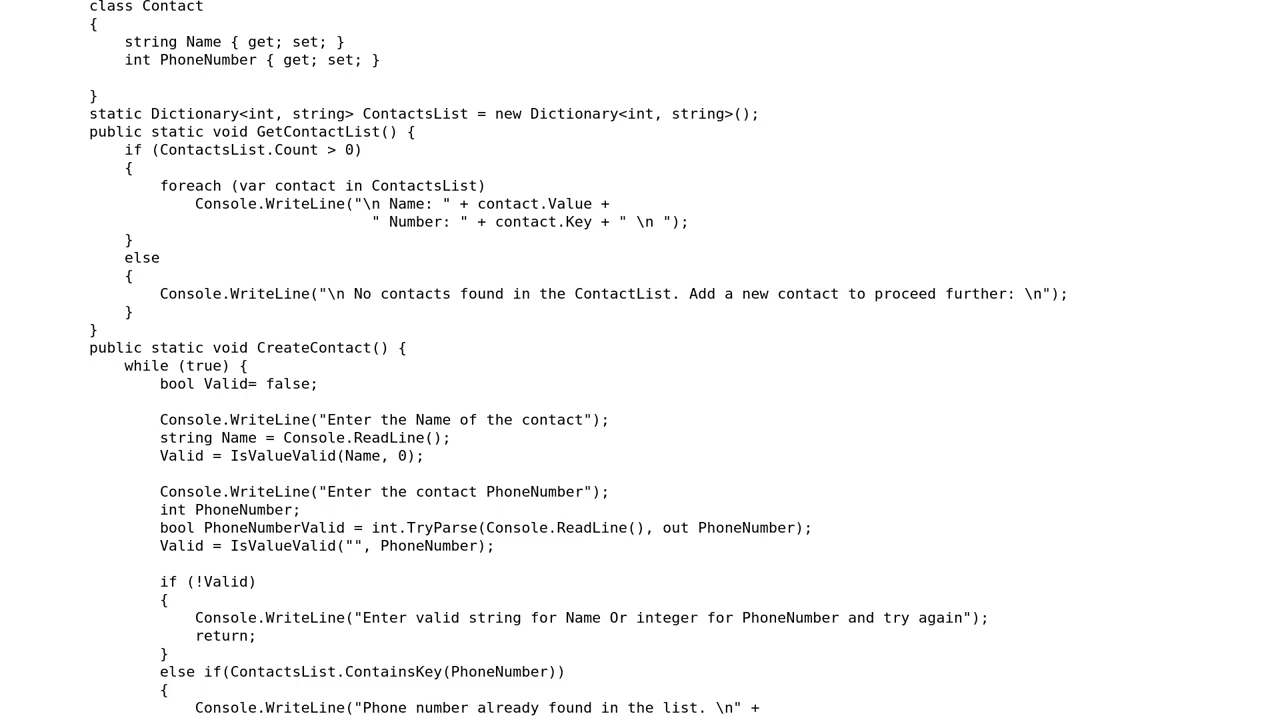 class Contact
{
    string Name { get; set; }
    int PhoneNumber { get; set; }

}
static Dictionary<int, string> ContactsList = new Dictionary<int, string>();
public static void GetContactList() {
    if (ContactsList.Count > 0)
    {
        foreach (var contact in ContactsList)
            Console.WriteLine("\n Name: " + contact.Value +
                                " Number: " + contact.Key + " \n ");
    }
    else
    {
        Console.WriteLine("\n No contacts found in the ContactList. Add a new contact to proceed further: \n");
    }
}
public static void CreateContact() {
    while (true) {
        bool Valid= false;

        Console.WriteLine("Enter the Name of the contact");
        string Name = Console.ReadLine();
        Valid = IsValueValid(Name, 0);

        Console.WriteLine("Enter the contact PhoneNumber");
        int PhoneNumber;
        bool PhoneNumberValid = int.TryParse(Console.ReadLine(), out PhoneNumber);
        Valid = IsValueValid("", PhoneNumber);

        if (!Valid)
        {
            Console.WriteLine("Enter valid string for Name Or integer for PhoneNumber and try again");
            return;
        }
        else if(ContactsList.ContainsKey(PhoneNumber))
        {
            Console.WriteLine("Phone number already found in the list. \n" +